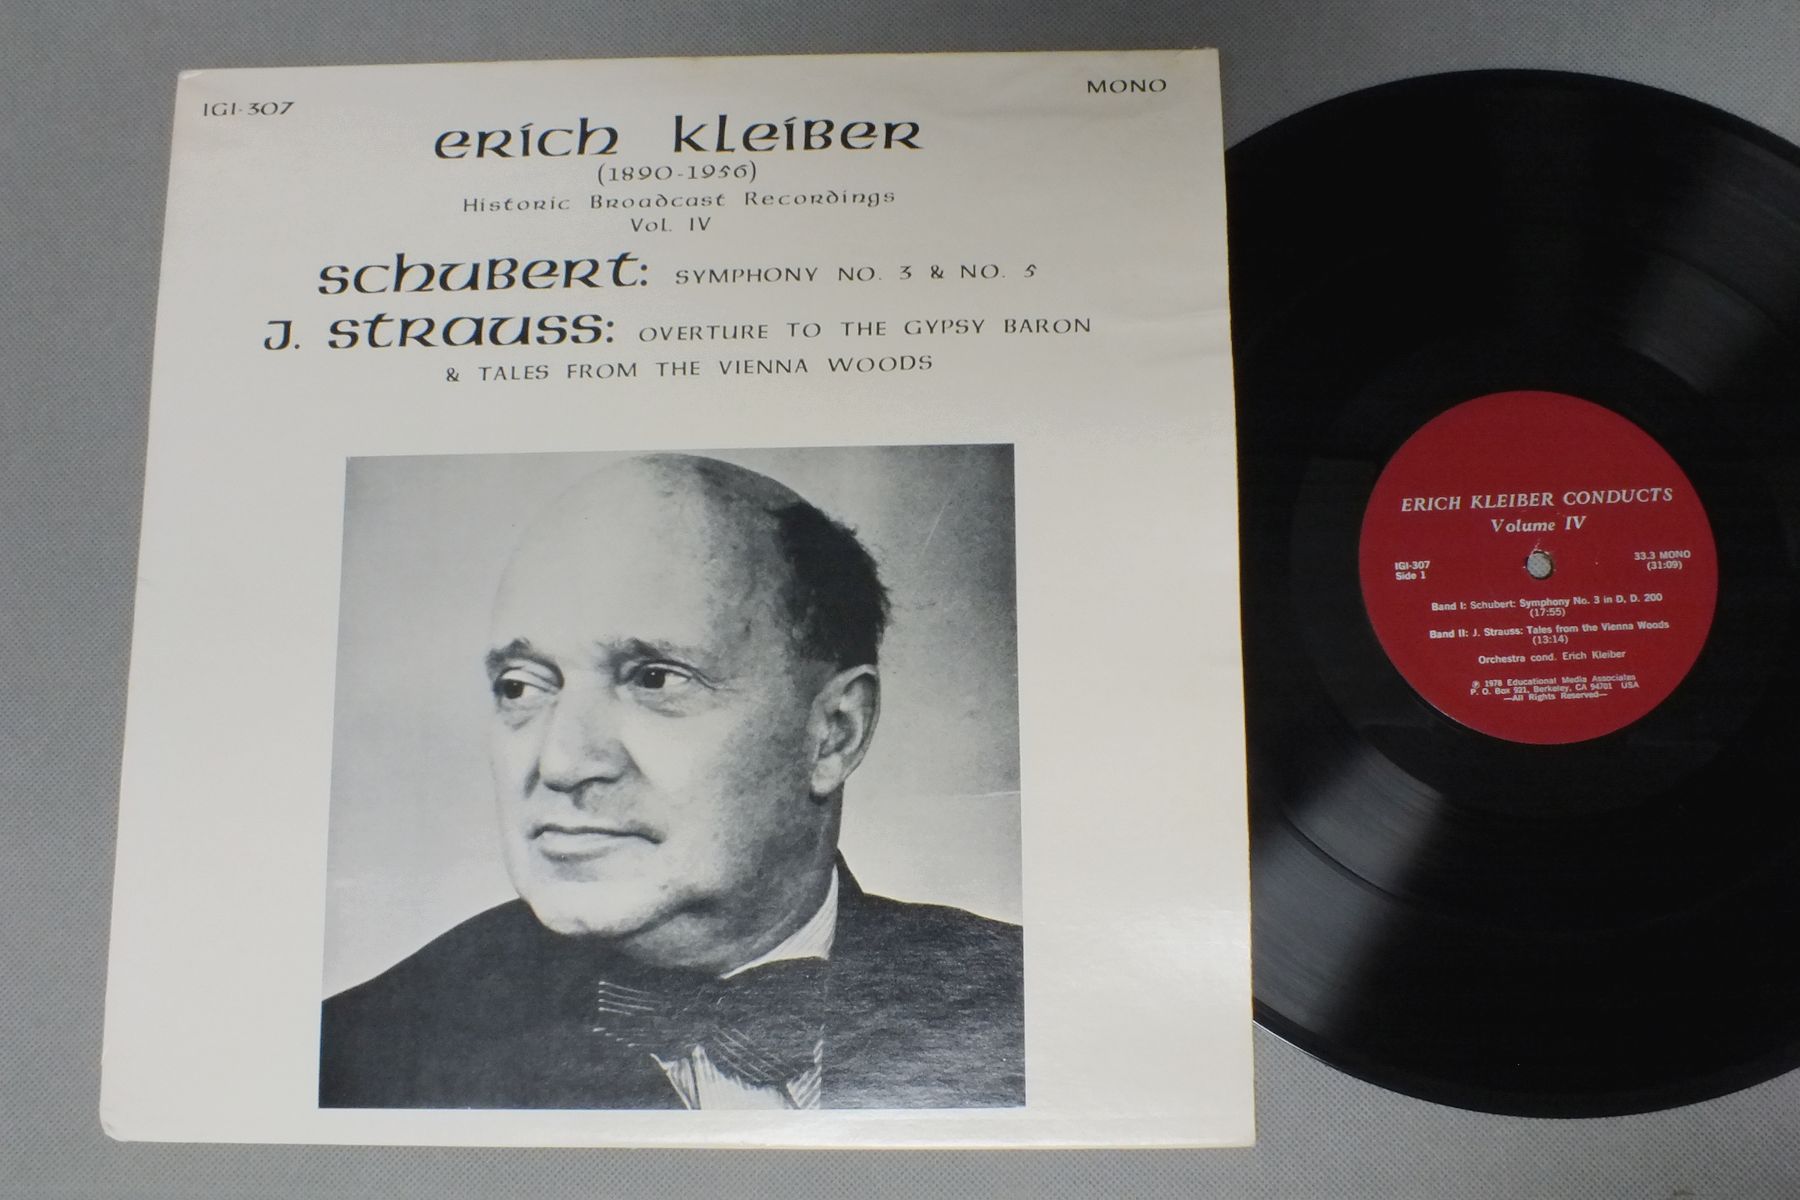 IGI-307
MONO
Erich Kleiber
(1890-1956)
Historic Broadcast Recordings
Vol. IV
Schubert: SYMPHONY NO. 3 & NO. 5
J. Strauss: OVERTURE TO THE GYPSY BARON
& TALES FROM THE VIENNA WOODS
ERICH KLEIBER CONDUCTS
Volume IV
IGI-307
Side 1
33.3 MONO
(31:09)
Band I: Schubert: Symphony No. 3 in D, D. 200
(17:55)
Band II: J. Strauss: Tales from the Vienna Woods
(13:14)
Orchestra cond. Erich Kleiber
℗ 1978 Educational Media Associates
P. O. Box 921, Berkeley, CA 94701 USA
—All Rights Reserved—